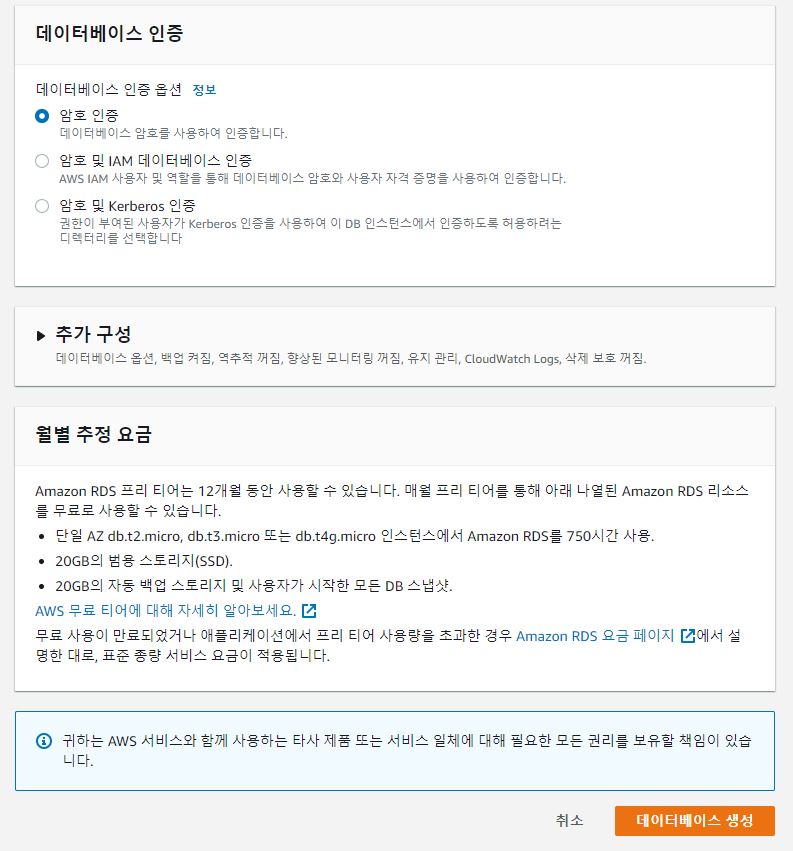 데이터베이스 인증
데이터베이스 인증 옵션 정보
암호 인증
데이터베이스 암호를 사용하여 인증합니다.
암호 및 IAM 데이터베이스 인증
AWS IAM 사용자 및 역할을 통해 데이터베이스 암호와 사용자 자격 증명을 사용하여 인증합니다.
암호 및 Kerberos 인증
권한이 부여된 사용자가 Kerberos 인증을 사용하여 이 DB 인스턴스에서 인증하도록 허용하려는
디렉터리를 선택합니다
추가 구성
데이터베이스 옵션, 백업 켜짐, 역추적 꺼짐, 향상된 모니터링 꺼짐, 유지 관리, CloudWatch Logs, 삭제 보호 꺼짐.
월별 추정 요금
Amazon RDS 프리 티어는 12개월 동안 사용할 수 있습니다. 매월 프리 티어를 통해 아래 나열된 Amazon RDS 리소스
를 무료로 사용할 수 있습니다.
• 단일 AZ db.t2.micro, db.t3.micro 또는 db.t4g.micro 인스턴스에서 Amazon RDS를 750시간 사용.
• 20GB의 범용 스토리지(SSD).
• 20GB의 자동 백업 스토리지 및 사용자가 시작한 모든 DB 스냅샷.
AWS 무료 티어에 대해 자세히 알아보세요.
무료 사용이 만료되었거나 애플리케이션에서 프리 티어 사용량을 초과한 경우 Amazon RDS 요금 페이지 에서 설
명한 대로, 표준 종량 서비스 요금이 적용됩니다.
귀하는 AWS 서비스와 함께 사용하는 타사 제품 또는 서비스 일체에 대해 필요한 모든 권리를 보유할 책임이 있습
니다.
취소 데이터베이스 생성